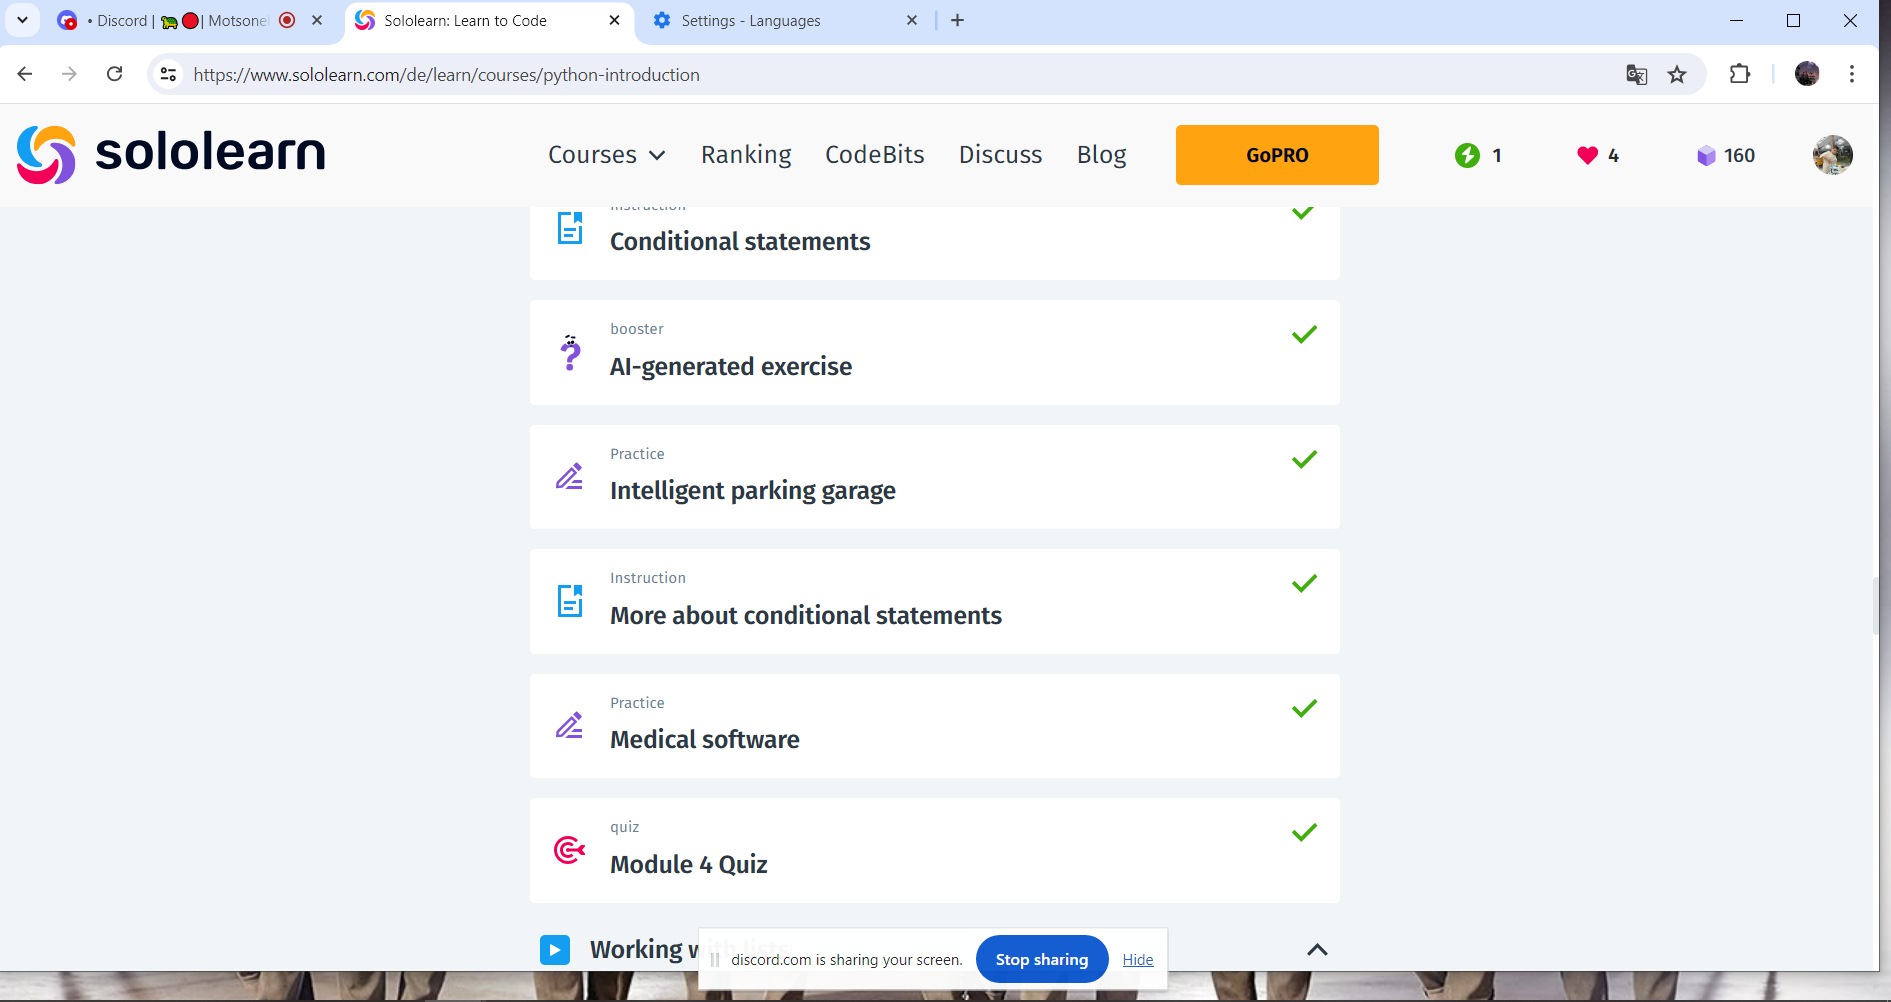 • Discord | 🐢🔴| Motsone
Sololearn: Learn to Code
Settings - Languages
https://www.sololearn.com/de/learn/courses/python-introduction
sololearn
Courses
Ranking
CodeBits
Discuss
Blog
GoPRO
1
4
160
Instruction
Conditional statements
booster
AI-generated exercise
Practice
Intelligent parking garage
Instruction
More about conditional statements
Practice
Medical software
quiz
Module 4 Quiz
Working with lists
discord.com is sharing your screen.
Stop sharing
Hide